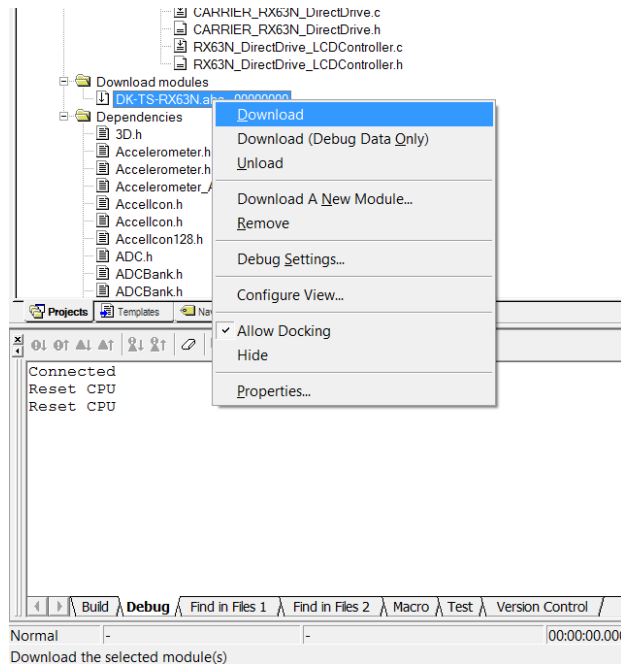 CARRIER_RX63N_DirectDrive.c
CARRIER_RX63N_DirectDrive.h
RX63N_DirectDrive_LCDController.c
RX63N_DirectDrive_LCDController.h
Download modules
DK-TS-RX63N.abs - 00000000
Dependencies
3D.h
Accelerometer.h
Accelerometer.h
Accelerometer_A
AccelIcon.h
AccelIcon.h
AccelIcon128.h
ADC.h
ADCBank.h
ADCBank.h
Download
Download (Debug Data Only)
Unload
Download A New Module...
Remove
Debug Settings...
Configure View...
Allow Docking
Hide
Properties...
Projects Templates Nav
Connected
Reset CPU
Reset CPU
Build Debug Find in Files 1 Find in Files 2 Macro Test Version Control
Normal - - 00:00:00.000
Download the selected module(s)